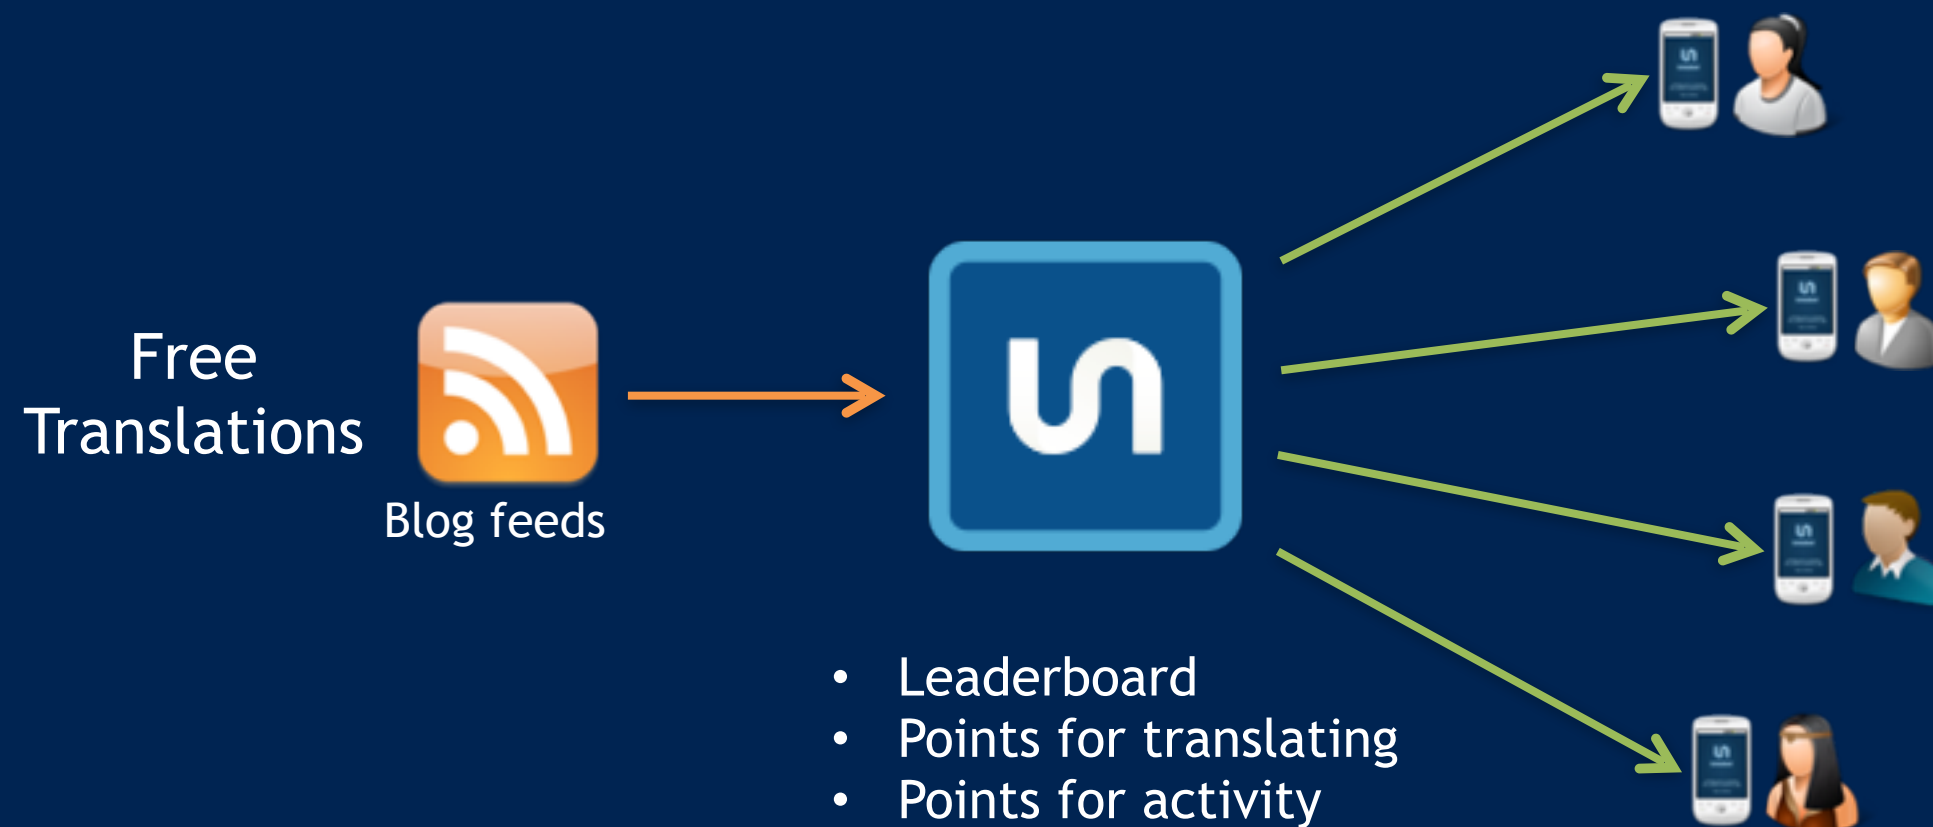 Free
Translations
Blog feeds
• Leaderboard
• Points for translating
• Points for activity